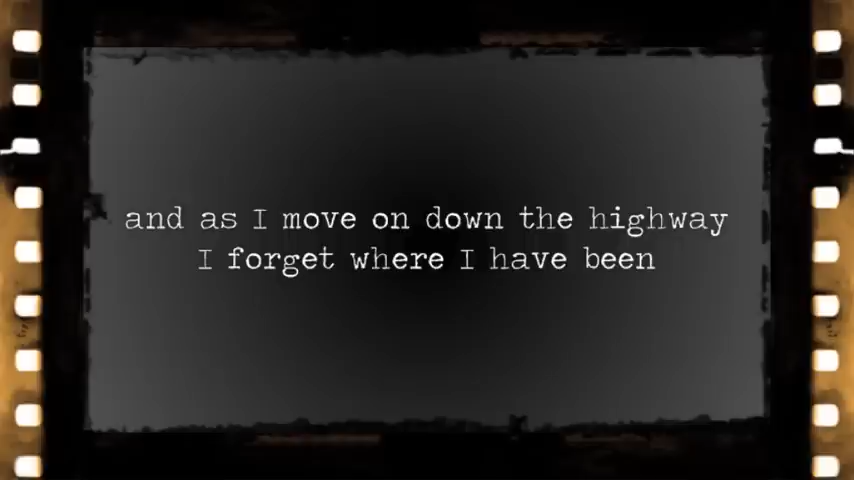 and as I move on down the highway
I forget where I have been